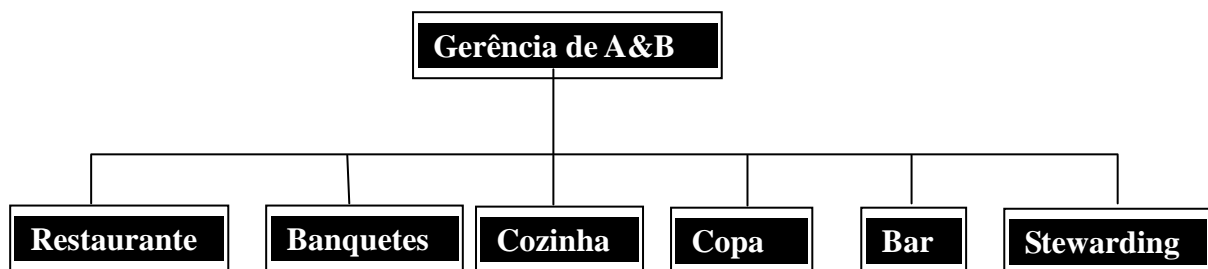 Gerência de A&B
Restaurante
Banquetes
Cozinha
Copa
Bar
Stewarding